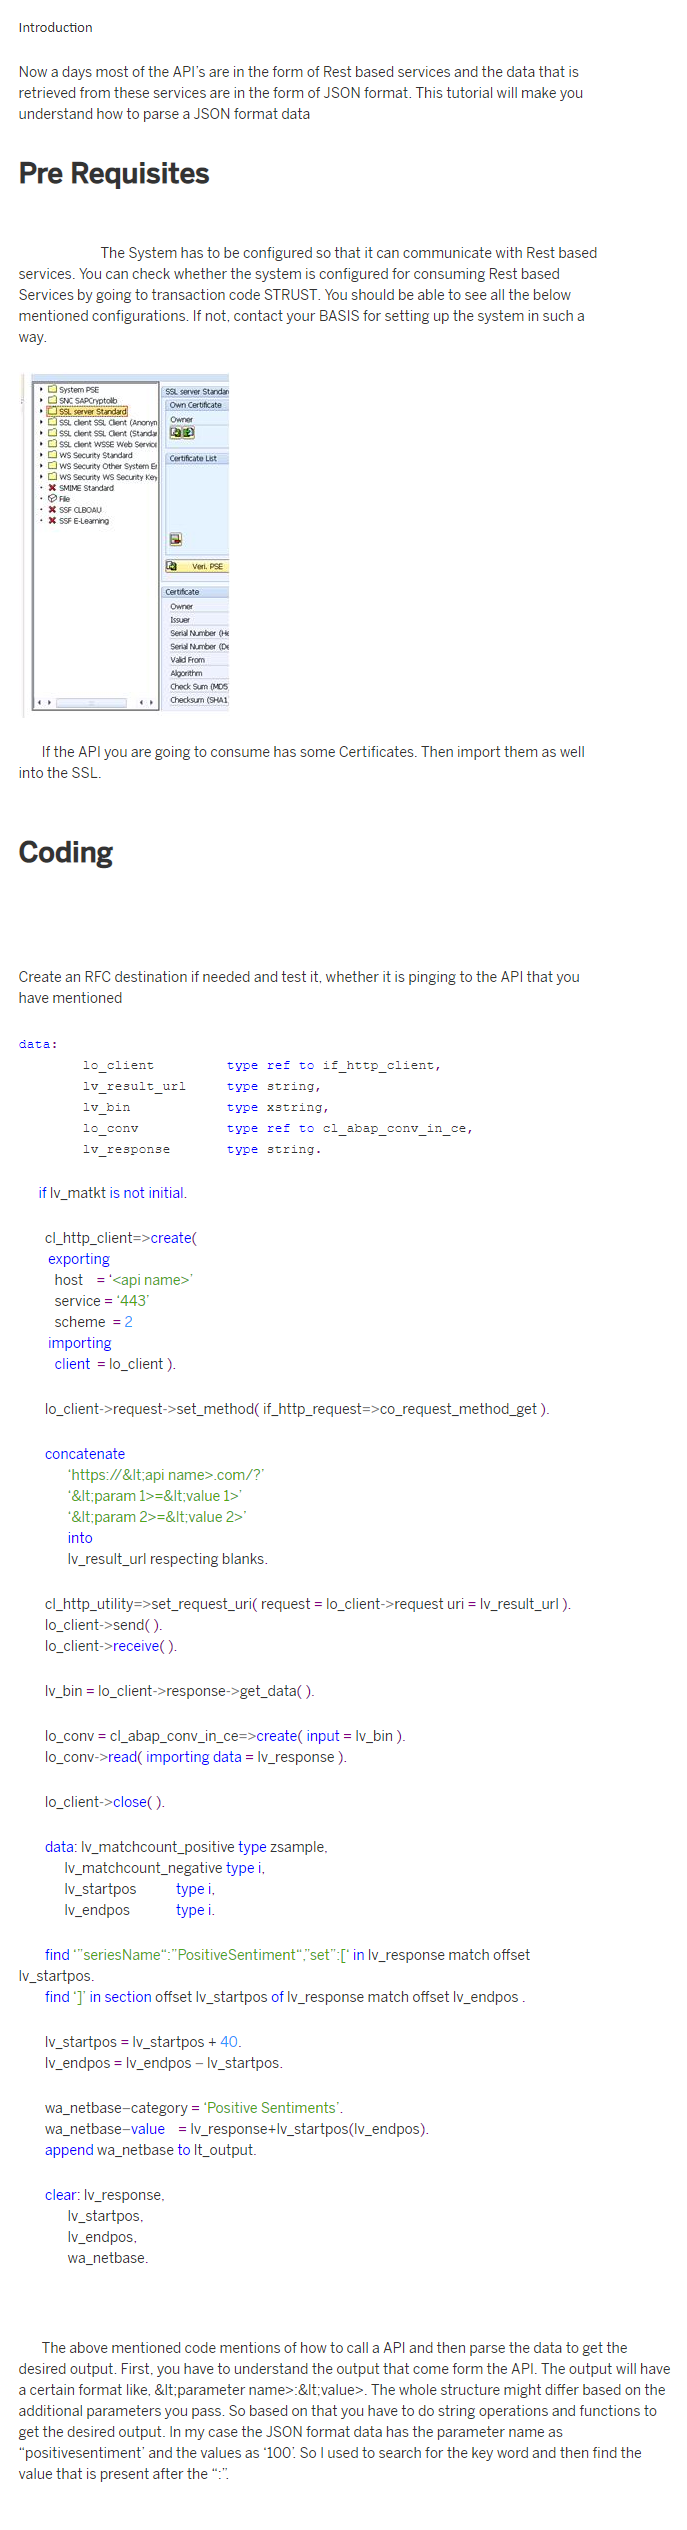 Introduction
Now a days most of the API's are in the form of Rest based services and the data that is
retrieved from these services are in the form of JSON format. This tutorial will make you
understand how to parse a JSON format data
Pre Requisites
The System has to be configured so that it can communicate with Rest based
services. You can check whether the system is configured for consuming Rest based
Services by going to transaction code STRUST. You should be able to see all the below
mentioned configurations. If not, contact your BASIS for setting up the system in such a
way.
System PSE
SNC SAPCryptolib
SSL server Standard
SSL client SSL Client (Anonyn
SSL client SSL Client (Standar
SSL client WSSE Web Service
WS Security Standard
WS Security Other System E
WS Security WS Security Key
SMIME Standard
File
SSF CLBOAU
SSF E-Learning
SSL server Standar
Own Certificate
Owner
Certificate List
Veri. PSE
Certificate
Owner
Issuer
Serial Number (He
Serial Number (De
Valid From
Algorithm
Check Sum (MD5
Checksum (SHA1
If the API you are going to consume has some Certificates. Then import them as well
into the SSL.
Coding
Create an RFC destination if needed and test it, whether it is pinging to the API that you
have mentioned
data:
lo_client type ref to if_http_client,
lv_result_url type string,
lv_bin type xstring,
lo_conv type ref to cl_abap_conv_in_ce,
lv_response type string.
if lv_matkt is not initial.
cl_http_client=>create(
exporting
host = '<api name>'
service = '443'
scheme = 2
importing
client = lo_client ).
lo_client->request->set_method( if_http_request=>co_request_method_get ).
concatenate
'https://&lt;api name>.com/?'
'&lt;param 1>=&lt;value 1>'
'&lt;param 2>=&lt;value 2>'
into
lv_result_url respecting blanks.
cl_http_utility=>set_request_uri( request = lo_client->request uri = lv_result_url ).
lo_client->send( ).
lo_client->receive( ).
lv_bin = lo_client->response->get_data( ).
lo_conv = cl_abap_conv_in_ce=>create( input = lv_bin ).
lo_conv->read( importing data = lv_response ).
lo_client->close( ).
data: lv_matchcount_positive type zsample,
lv_matchcount_negative type i,
lv_startpos type i,
lv_endpos type i.
find '"seriesName":"PositiveSentiment","set":[' in lv_response match offset
lv_startpos.
find ']' in section offset lv_startpos of lv_response match offset lv_endpos .
lv_startpos = lv_startpos + 40.
lv_endpos = lv_endpos – lv_startpos.
wa_netbase–category = 'Positive Sentiments'.
wa_netbase–value = lv_response+lv_startpos(lv_endpos).
append wa_netbase to lt_output.
clear: lv_response,
lv_startpos,
lv_endpos,
wa_netbase.
The above mentioned code mentions of how to call a API and then parse the data to get the
desired output. First, you have to understand the output that come form the API. The output will have
a certain format like, &lt;parameter name>:&lt;value>. The whole structure might differ based on the
additional parameters you pass. So based on that you have to do string operations and functions to
get the desired output. In my case the JSON format data has the parameter name as
"positivesentiment' and the values as '100'. So I used to search for the key word and then find the
value that is present after the ":".